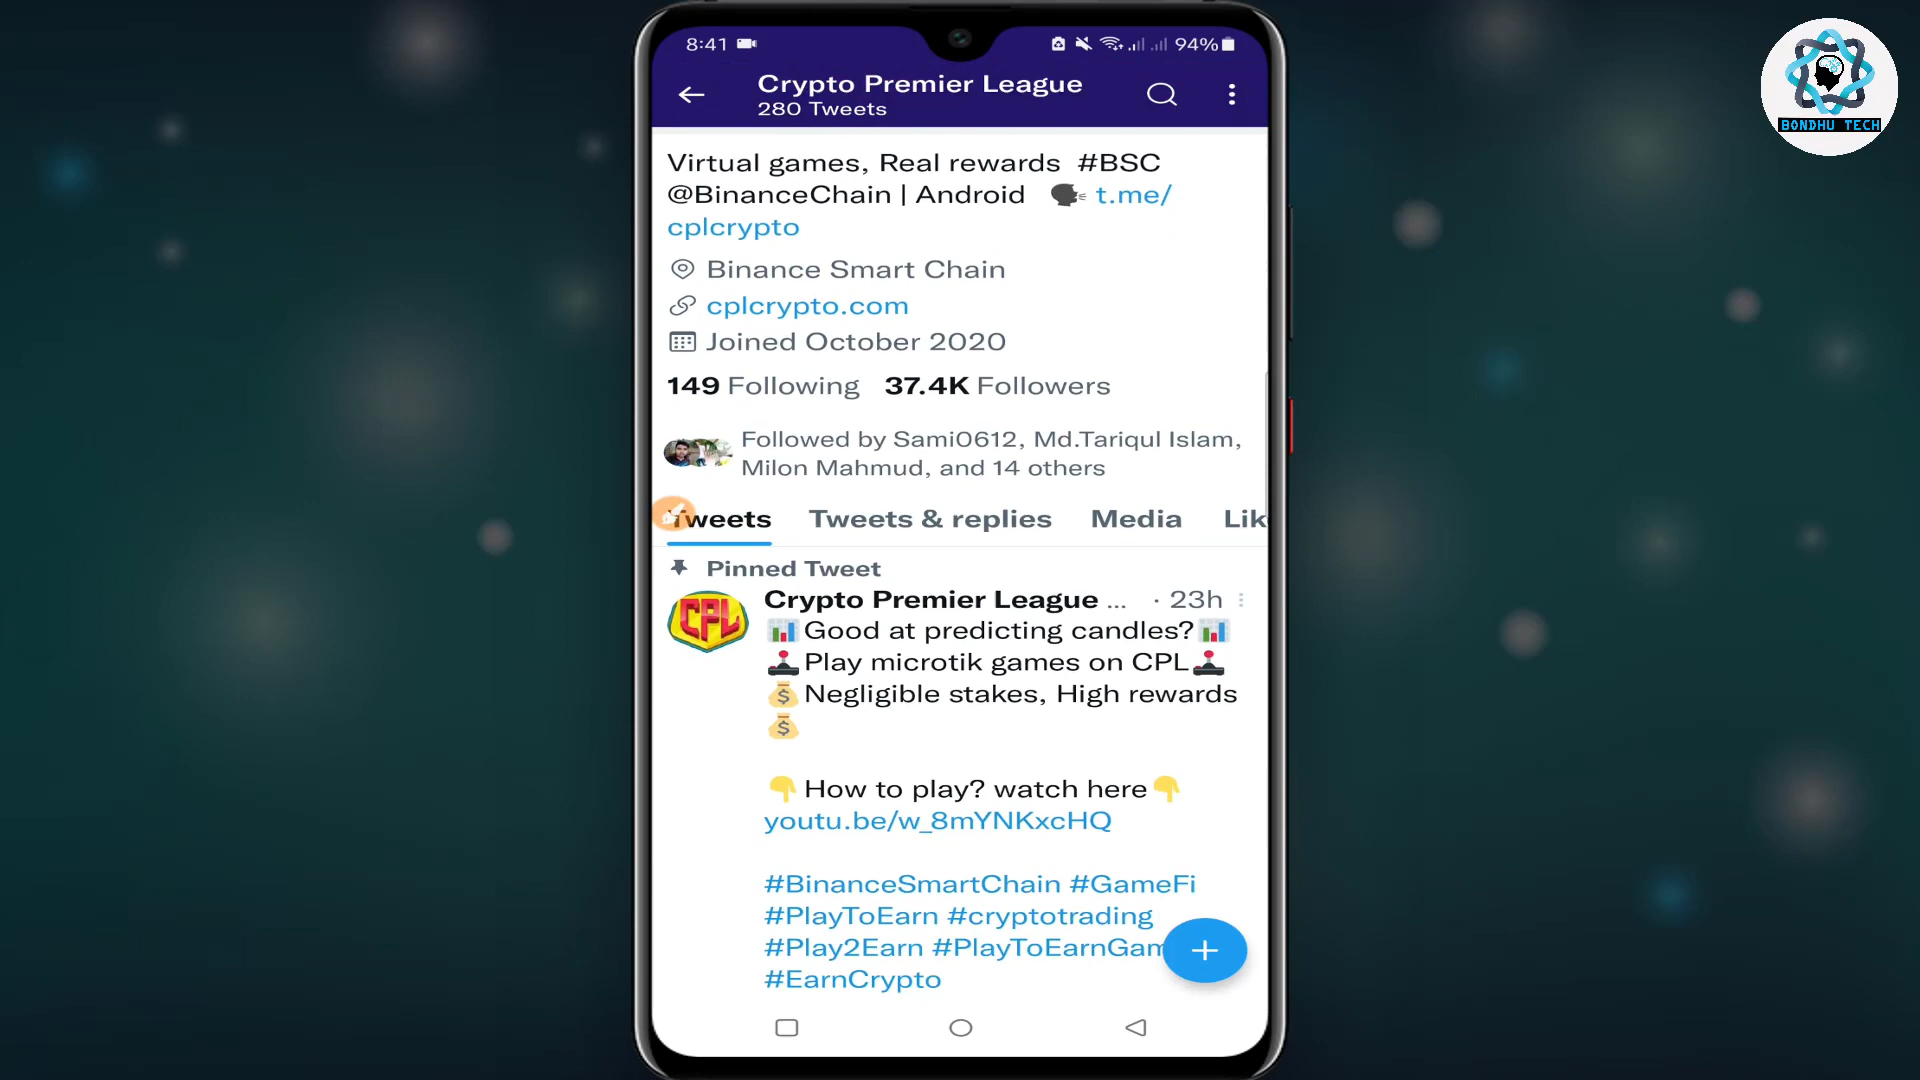 8:41
94%
BONDHU TECH
Crypto Premier League
280 Tweets
Virtual games, Real rewards #BSC
@BinanceChain | Android 🗣 t.me/
cplcrypto
Binance Smart Chain
cplcrypto.com
Joined October 2020
149 Following 37.4K Followers
Followed by Sami0612, Md.Tariqul Islam,
Milon Mahmud, and 14 others
Tweets Tweets & replies Media Lik
Pinned Tweet
CPL
Crypto Premier League ... · 23h
📊Good at predicting candles?📊
🕹Play microtik games on CPL🕹
💰Negligible stakes, High rewards
💰
👇How to play? watch here👇
youtu.be/w_8mYNKxcHQ
#BinanceSmartChain #GameFi
#PlayToEarn #cryptotrading
#Play2Earn #PlayToEarnGam
#EarnCrypto